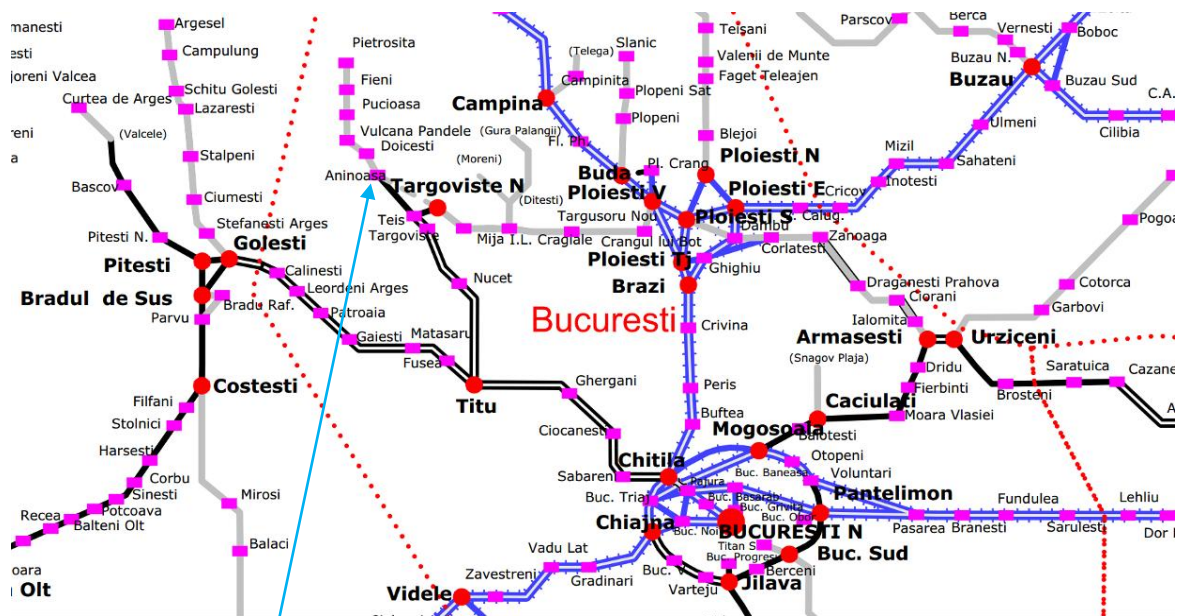 manesti
Argesel
esti
Campulung
joreni Valcea
Schitu Golesti
Curtea de Arges
Lazaresti
reni
(Valcele)
a
Stalpeni
Bascov
Ciumesti
Stefanesti Arges
Pitesti N.
Golesti
Pitesti
Calinesti
Bradul de Sus
Leordeni Arges
Bradu Raf.
Parvu
Patroaia
Gaiesti
Matasaru
Fusea
Costesti
Titu
Filfani
Stolnici
Harsesti
Corbu
Sinesti
Potcoava
Recea
Balteni Olt
oara
Olt
Mirosi
Balaci
Pietrosita
Fieni
Pucioasa
Vulcana Pandele
Doicesti
Aninoasa
Targoviste N
Teis
Targoviste
Nucet
(Moreni)
(Gura Palangii)
(Ditesti)
Mija I.L. Cragiale
Targusoru Nou
Crangul lui Bot
(Telega)
Slanic
Campinita
Campina
Plopeni Sat
Plopeni
Fl. Ph.
Buda
Pl. Crang
Ploiesti V
Ploiesti N
Ploiesti E
Ploiesti S
Ploiesti Tj
Brazi
Teisani
Valenii de Munte
Faget Teleajen
Blejoi
Dambu
Ghighiu
Corlatesti
Zanoaga
Cricov
Calug.
Inotesti
Mizil
Sahateni
Ulmeni
Parscov
Berca
Vernesti
Buzau N.
Buzau
Boboc
Buzau Sud
C.A.
Cilibia
Pogoa
Cotorca
Garbovi
Draganesti Prahova
Ciorani
Ialomita
Armasesti
Urziceni
Dridu
Fierbinti
Moara Vlasiei
Brosteni
Saratuica
Cazane
A
Bucuresti
Crivina
Peris
Buftea
Ghergani
Ciocanesti
Sabareni
(Snagov Plaja)
Caciulati
Balotesti
Mogosoaia
Otopeni
Buc. Baneasa
Voluntari
Chitila
Pajura
Buc. Triaj
Buc. Basarab
Buc. Grivita
Buc. Obor
Pantelimon
Chiajna
Buc. Noi
BUCURESTI N
Titan S
Buc. Progresu
Buc. Sud
Berceni
Buc. V
Varteju
Jilava
Vadu Lat
Gradinari
Zavestreni
Videle
Pasarea
Branesti
Fundulea
Sarulesti
Lehliu
Dor